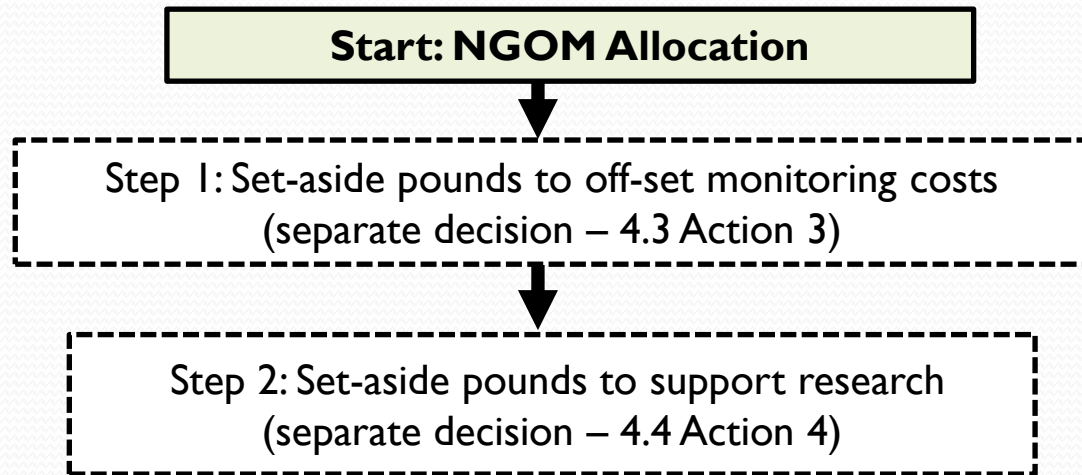 Start: NGOM Allocation
Step 1: Set-aside pounds to off-set monitoring costs
(separate decision – 4.3 Action 3)
Step 2: Set-aside pounds to support research
(separate decision – 4.4 Action 4)